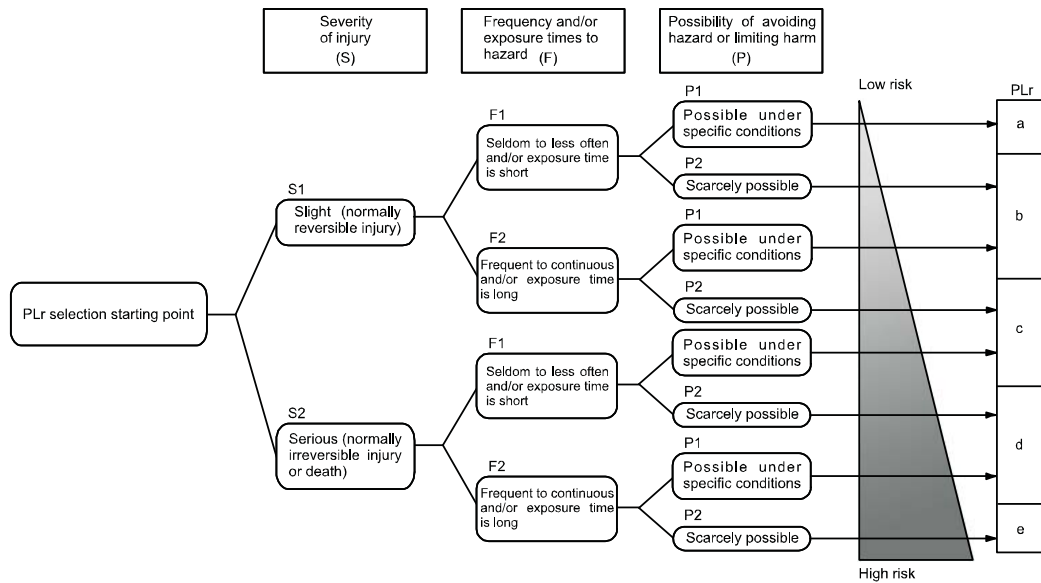 Severity
of injury
(S)
Frequency and/or
exposure times to
hazard (F)
Possibility of avoiding
hazard or limiting harm
(P)
Low risk
PLr
PLr selection starting point
S1
Slight (normally
reversible injury)
S2
Serious (normally
irreversible injury
or death)
F1
Seldom to less often
and/or exposure time
is short
F2
Frequent to continuous
and/or exposure time
is long
F1
Seldom to less often
and/or exposure time
is short
F2
Frequent to continuous
and/or exposure time
is long
P1
Possible under
specific conditions
P2
Scarcely possible
P1
Possible under
specific conditions
P2
Scarcely possible
P1
Possible under
specific conditions
P2
Scarcely possible
P1
Possible under
specific conditions
P2
Scarcely possible
a
b
c
d
e
High risk